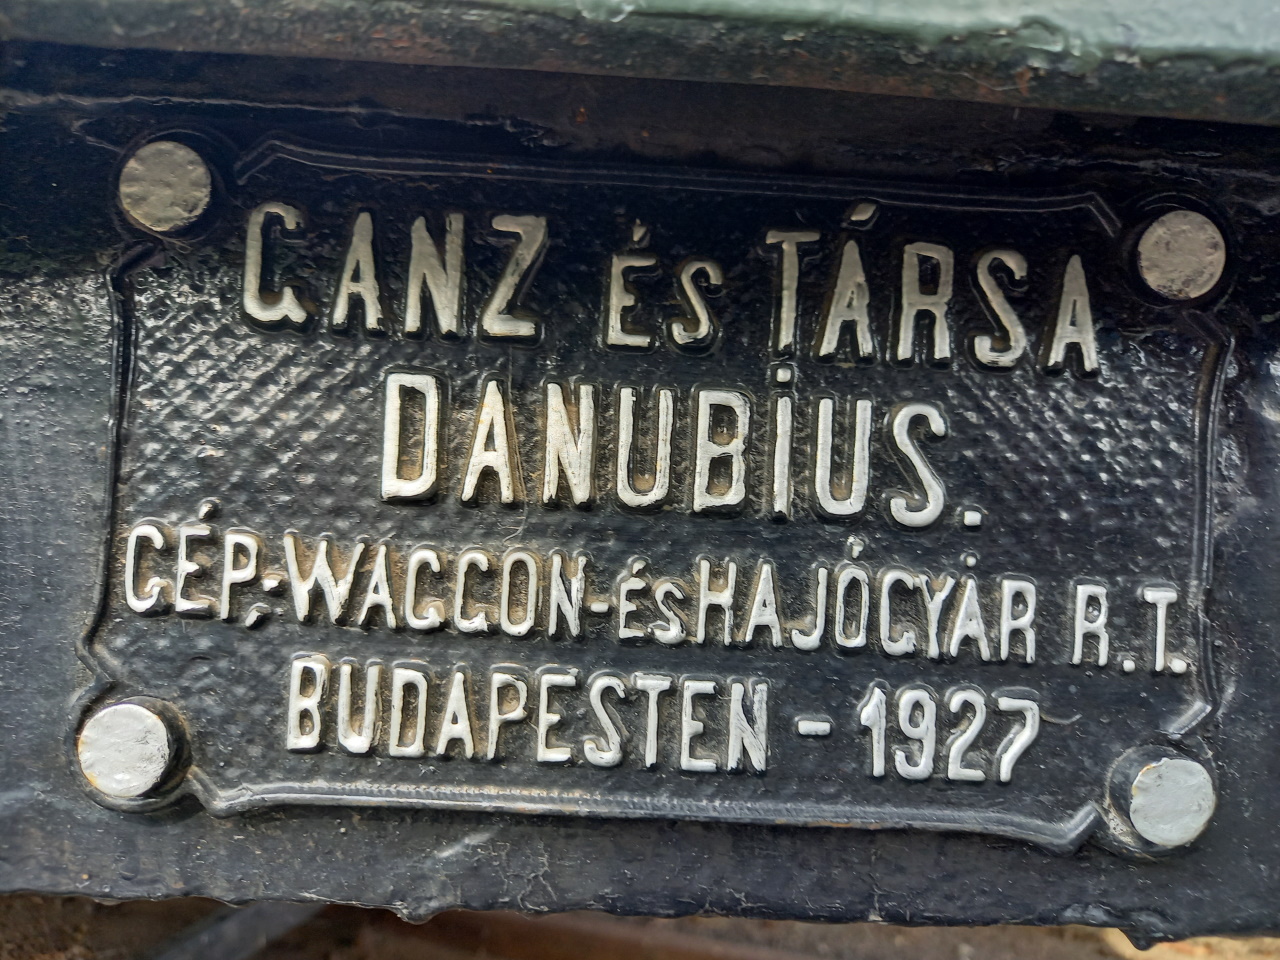 GANZ ÉS TÁRSA
DANUBIUS.
GÉP,-WAGGON-ÉS HAJÓGYÁR R.T.
BUDAPESTEN - 1927